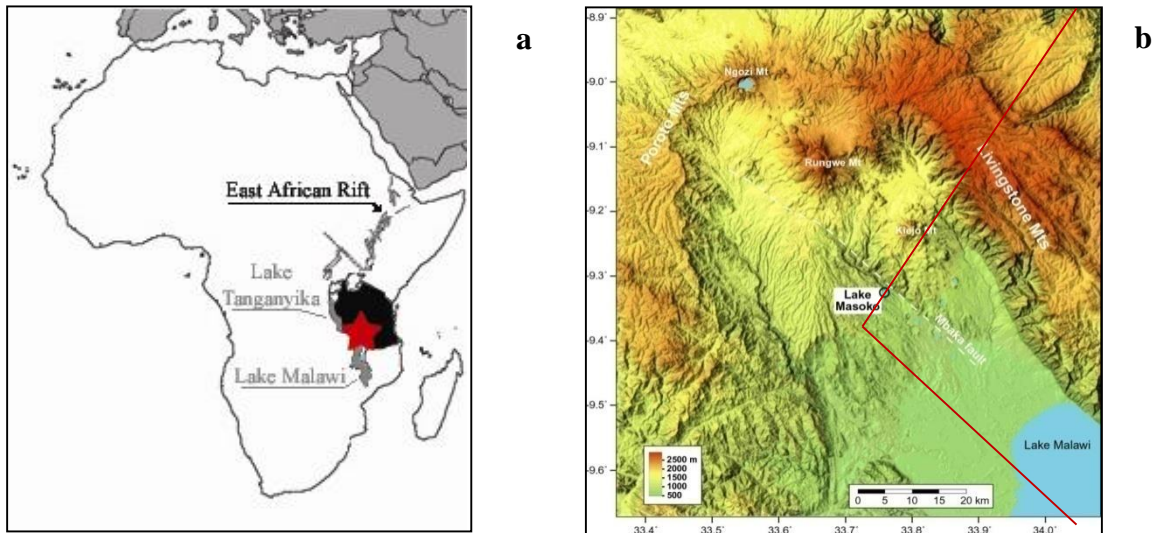 a
East African Rift
Lake
Tanganyika
Lake Malawi
b
-8.9˚
-9.0˚
-9.1˚
-9.2˚
-9.3˚
-9.4˚
-9.5˚
-9.6˚
Ngozi Mt
Poroto Mts
Rungwe Mt
Livingstone Mts
Kiejo Mt
Lake
Masoko
Mbaka fault
Lake Malawi
2500 m
2000
1500
1000
500
0 5 10 15 20 km
33.4˚ 33.5˚ 33.6˚ 33.7˚ 33.8˚ 33.9˚ 34.0˚